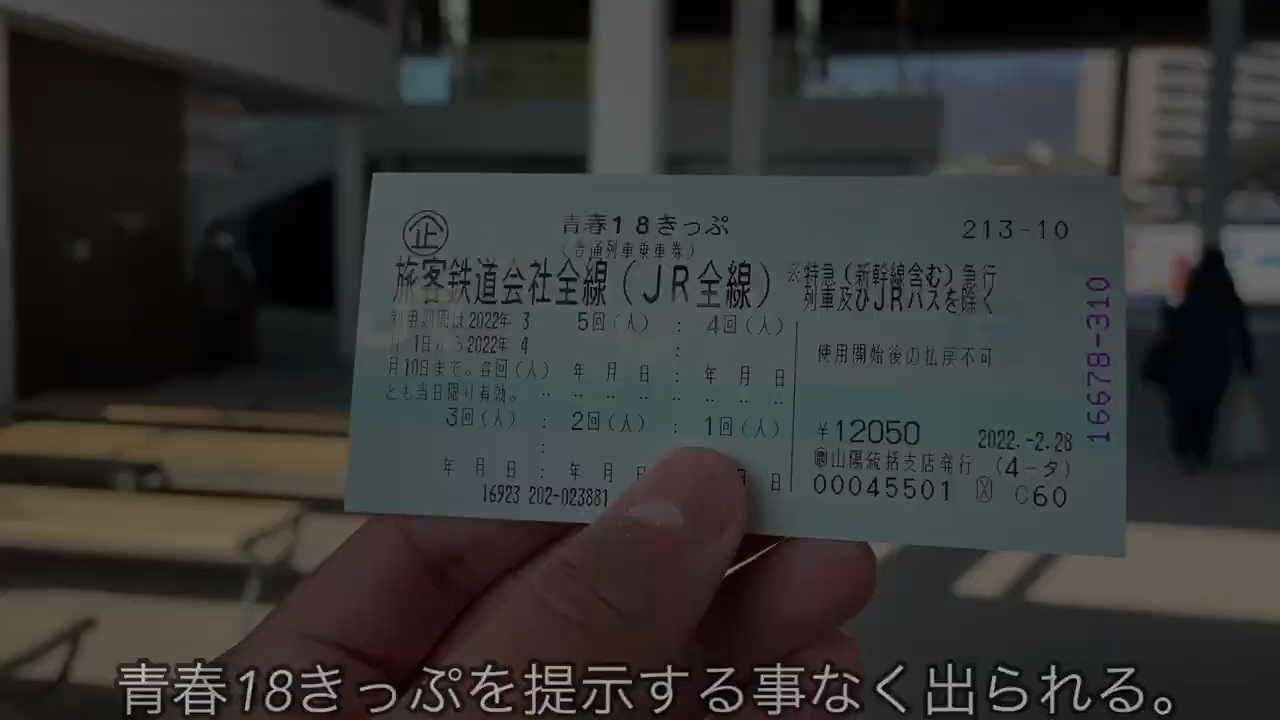 企
青春18きっぷ
213-10
(普通列車乗車券)
旅客鉄道会社全線(JR全線)
※特急(新幹線含む)急行
列車及びJRバスを除く
利用期間は2022年 3
月 1日から2022年 4
月10日まで。各回(人)
とも当日限り有効。
5回(人) : 4回(人)
年 月 日 : 年 月 日
3回(人) : 2回(人) : 1回(人)
年 月 日 : 年 月 日 日
16923 202-023881
使用開始後の払戻不可
¥12050
2022.-2.28
山陽統括支店発行 (4-タ)
00045501 C60
16678-310
青春18きっぷを提示する事なく出られる。